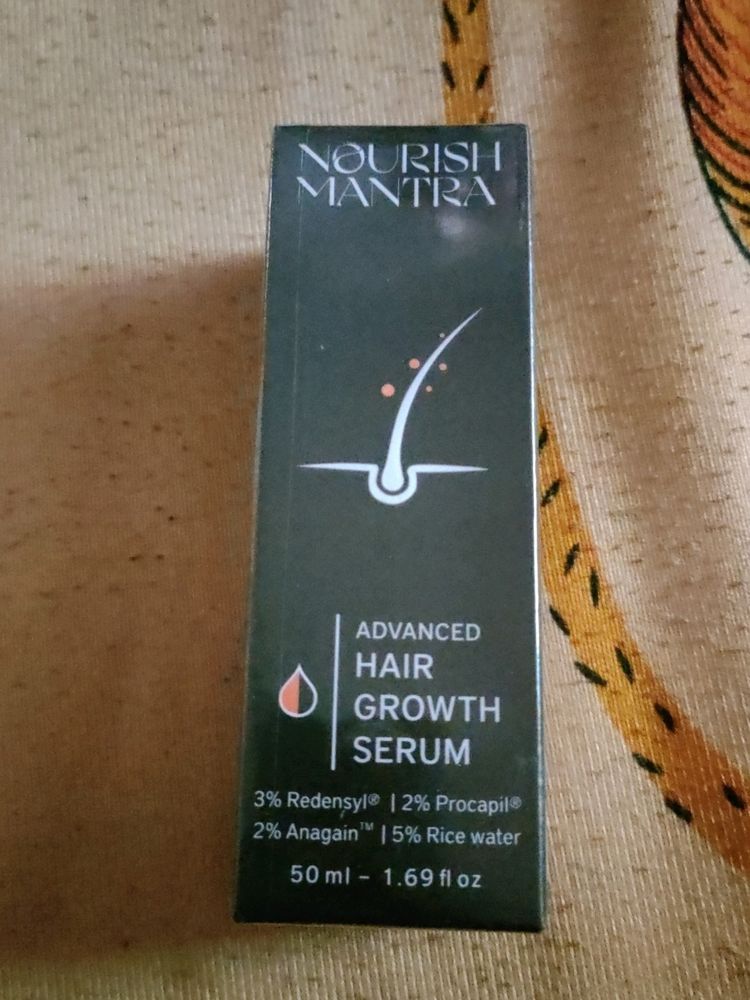 NOURISH
MANTRA
ADVANCED
HAIR
GROWTH
SERUM
3% Redensyl® | 2% Procapil®
2% Anagain™ | 5% Rice water
50 ml - 1.69 fl oz